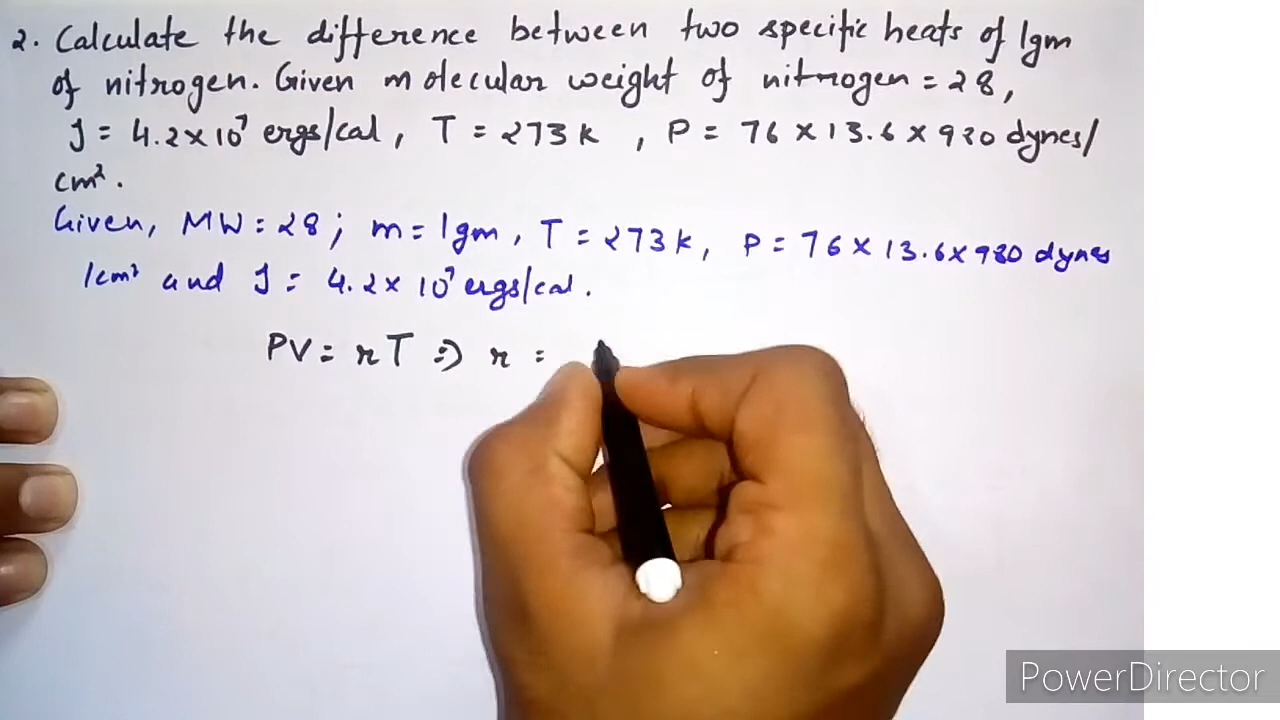 2. Calculate the difference between two specific heats of 1gm
of nitrogen. Given molecular weight of nitrogen = 28,
J = 4.2×10⁷ ergs/cal, T = 273k, P = 76 × 13.6 × 980 dynes/
cm².
Given, MW = 28; m = 1gm, T = 273k, P = 76 × 13.6 × 980 dynes
/cm² and J = 4.2 × 10⁷ ergs/cal.
PV = rT ⇒ r =
PowerDirector